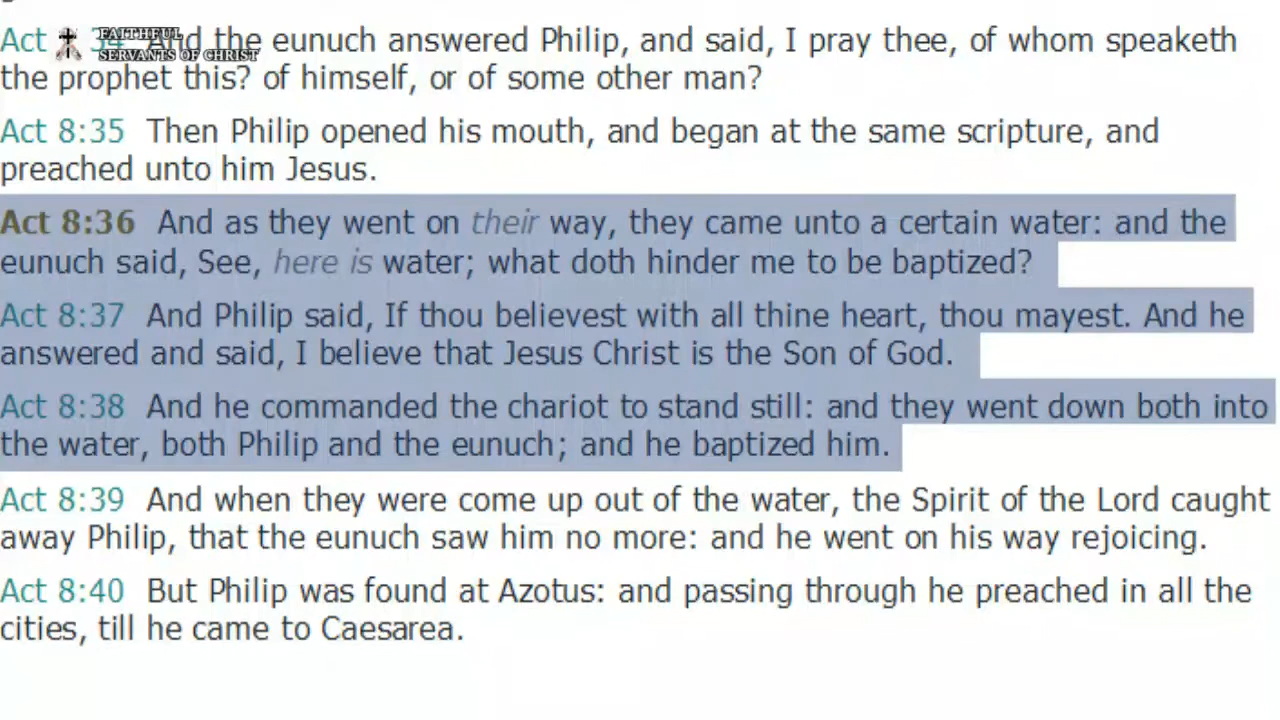 Act 8:34 And the eunuch answered Philip, and said, I pray thee, of whom speaketh
FAITHFUL
SERVANTS OF CHRIST
the prophet this? of himself, or of some other man?
Act 8:35 Then Philip opened his mouth, and began at the same scripture, and
preached unto him Jesus.
Act 8:36 And as they went on their way, they came unto a certain water: and the
eunuch said, See, here is water; what doth hinder me to be baptized?
Act 8:37 And Philip said, If thou believest with all thine heart, thou mayest. And he
answered and said, I believe that Jesus Christ is the Son of God.
Act 8:38 And he commanded the chariot to stand still: and they went down both into
the water, both Philip and the eunuch; and he baptized him.
Act 8:39 And when they were come up out of the water, the Spirit of the Lord caught
away Philip, that the eunuch saw him no more: and he went on his way rejoicing.
Act 8:40 But Philip was found at Azotus: and passing through he preached in all the
cities, till he came to Caesarea.